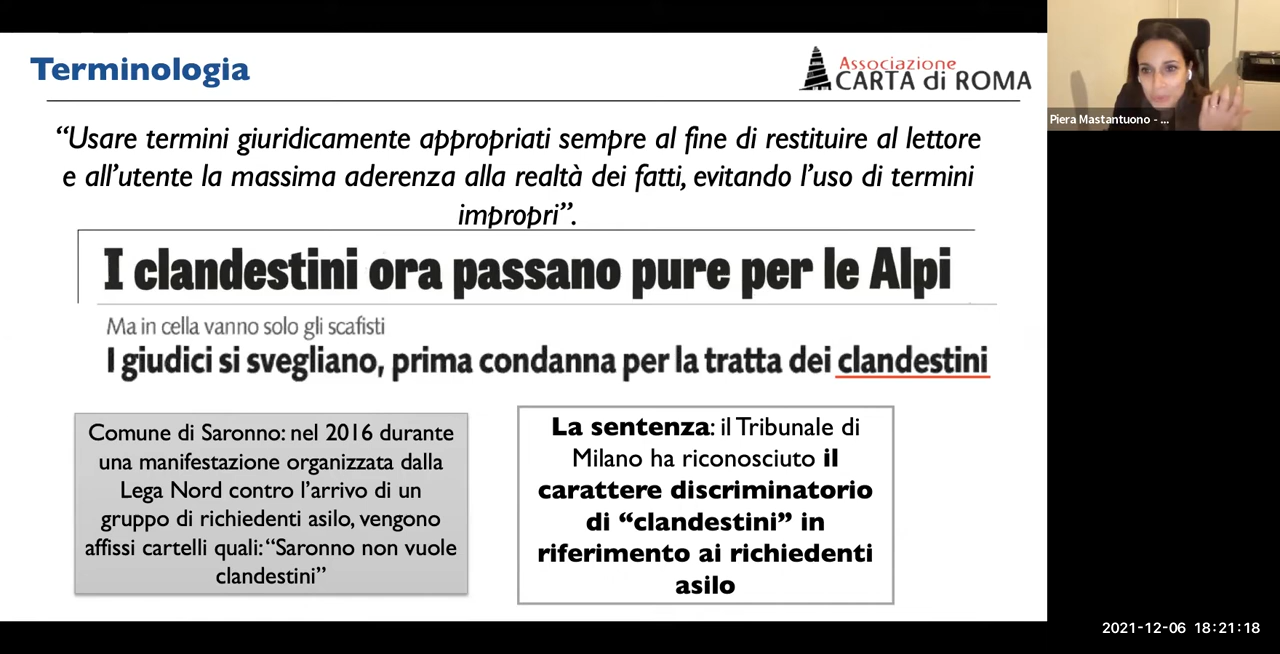 Terminologia
Associazione
CARTA di ROMA
“Usare termini giuridicamente appropriati sempre al fine di restituire al lettore
e all’utente la massima aderenza alla realtà dei fatti, evitando l’uso di termini
impropri”.
I clandestini ora passano pure per le Alpi
Ma in cella vanno solo gli scafisti
I giudici si svegliano, prima condanna per la tratta dei clandestini
Comune di Saronno: nel 2016 durante
una manifestazione organizzata dalla
Lega Nord contro l’arrivo di un
gruppo di richiedenti asilo, vengono
affissi cartelli quali: “Saronno non vuole
clandestini”
La sentenza: il Tribunale di
Milano ha riconosciuto il
carattere discriminatorio
di “clandestini” in
riferimento ai richiedenti
asilo
Piera Mastantuono - ...
2021-12-06 18:21:18